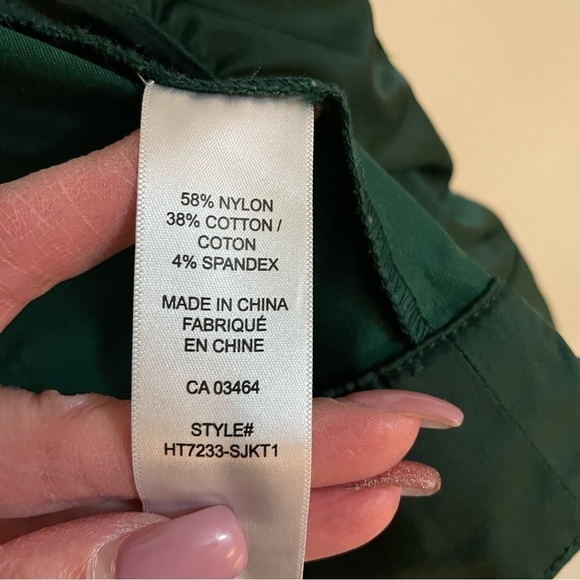 58% NYLON
38% COTTON /
COTON
4% SPANDEX
MADE IN CHINA
FABRIQUÉ
EN CHINE
CA 03464
STYLE#
HT7233-SJKT1